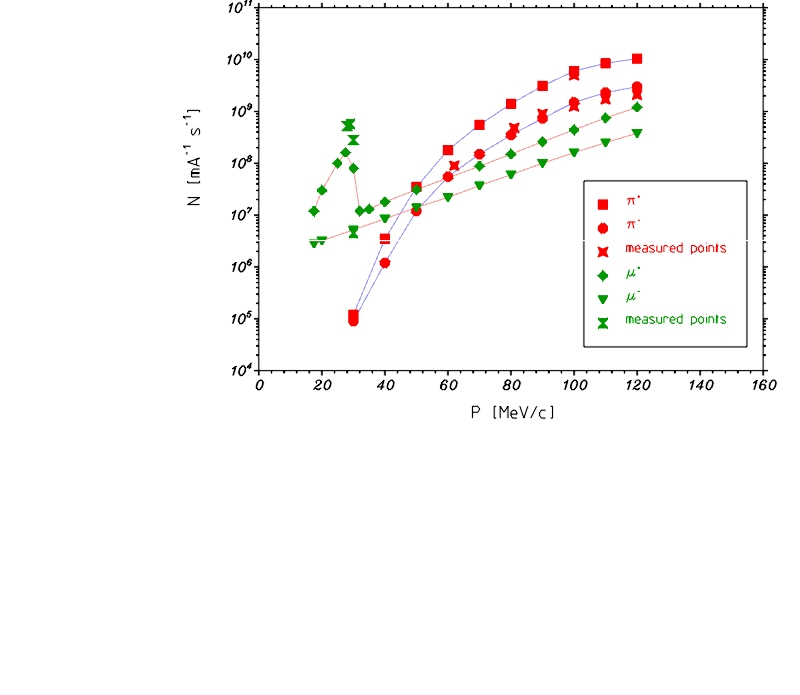 10¹¹
10¹⁰
10⁹
10⁸
10⁷
10⁶
10⁵
10⁴
N [mA⁻¹ s⁻¹]
π⁺
π⁻
measured points
μ⁺
μ⁻
measured points
0 20 40 60 80 100 120 140 160
P [MeV/c]